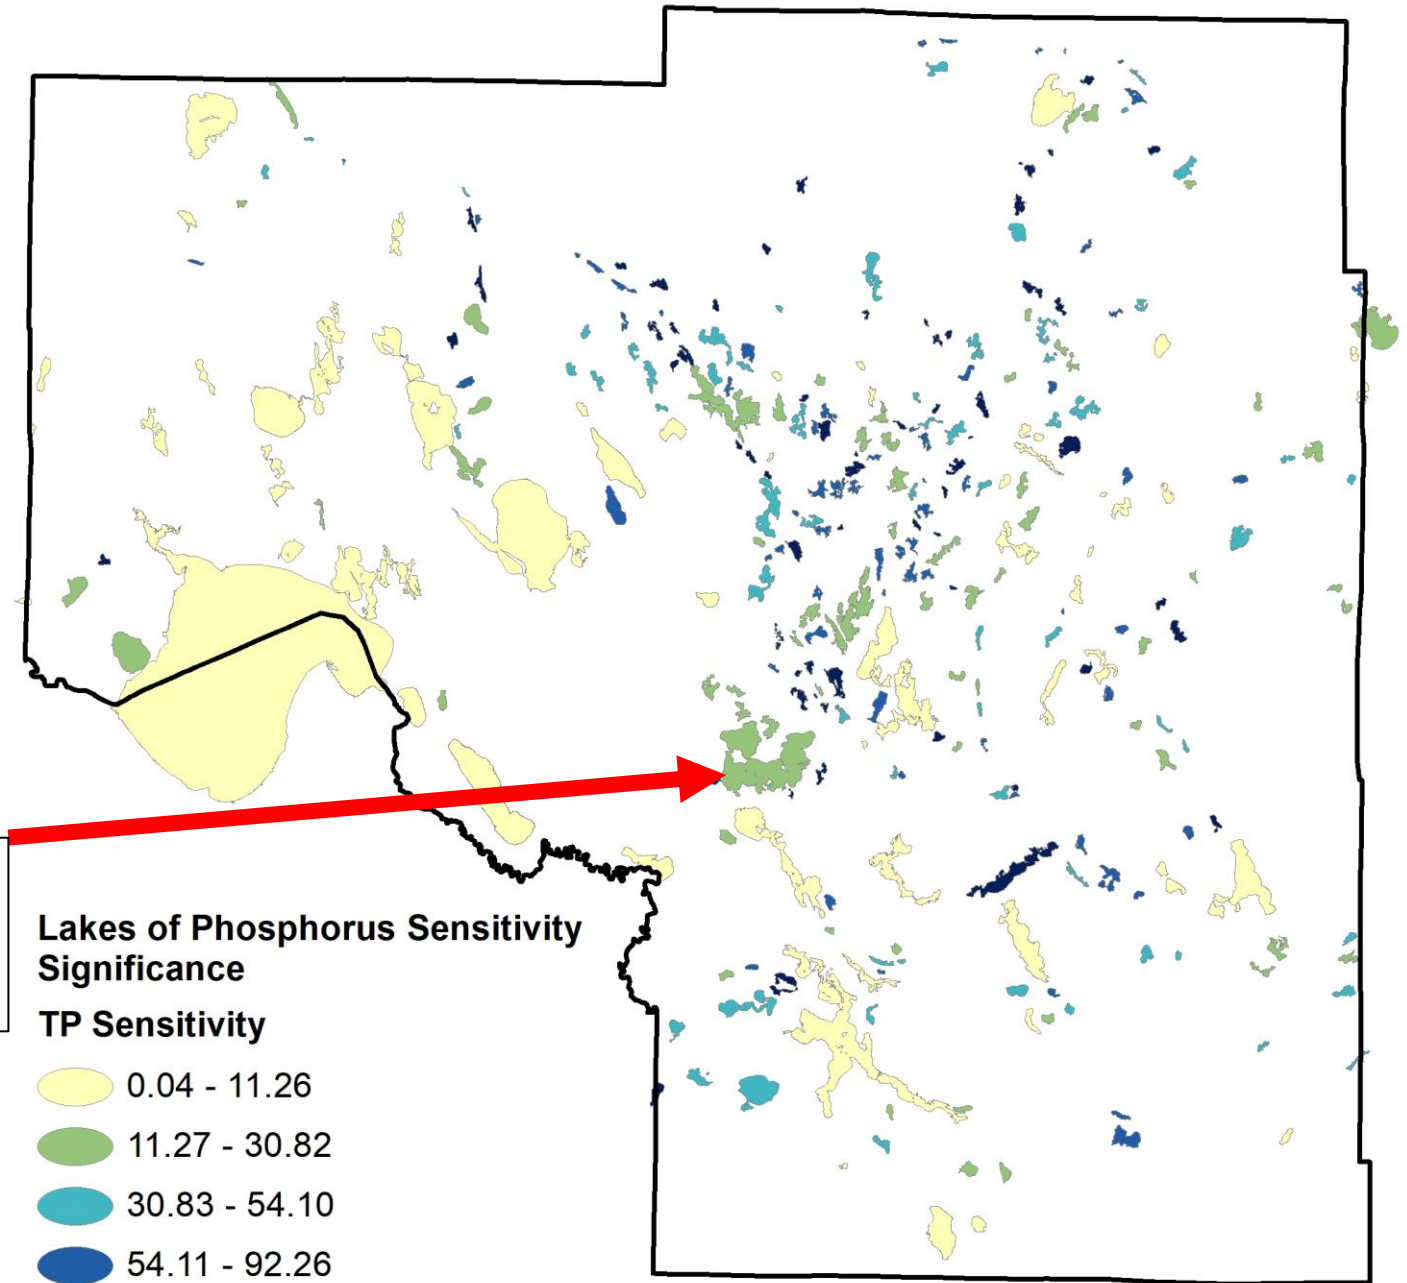 Lakes of Phosphorus Sensitivity
Significance
TP Sensitivity
0.04 - 11.26
11.27 - 30.82
30.83 - 54.10
54.11 - 92.26